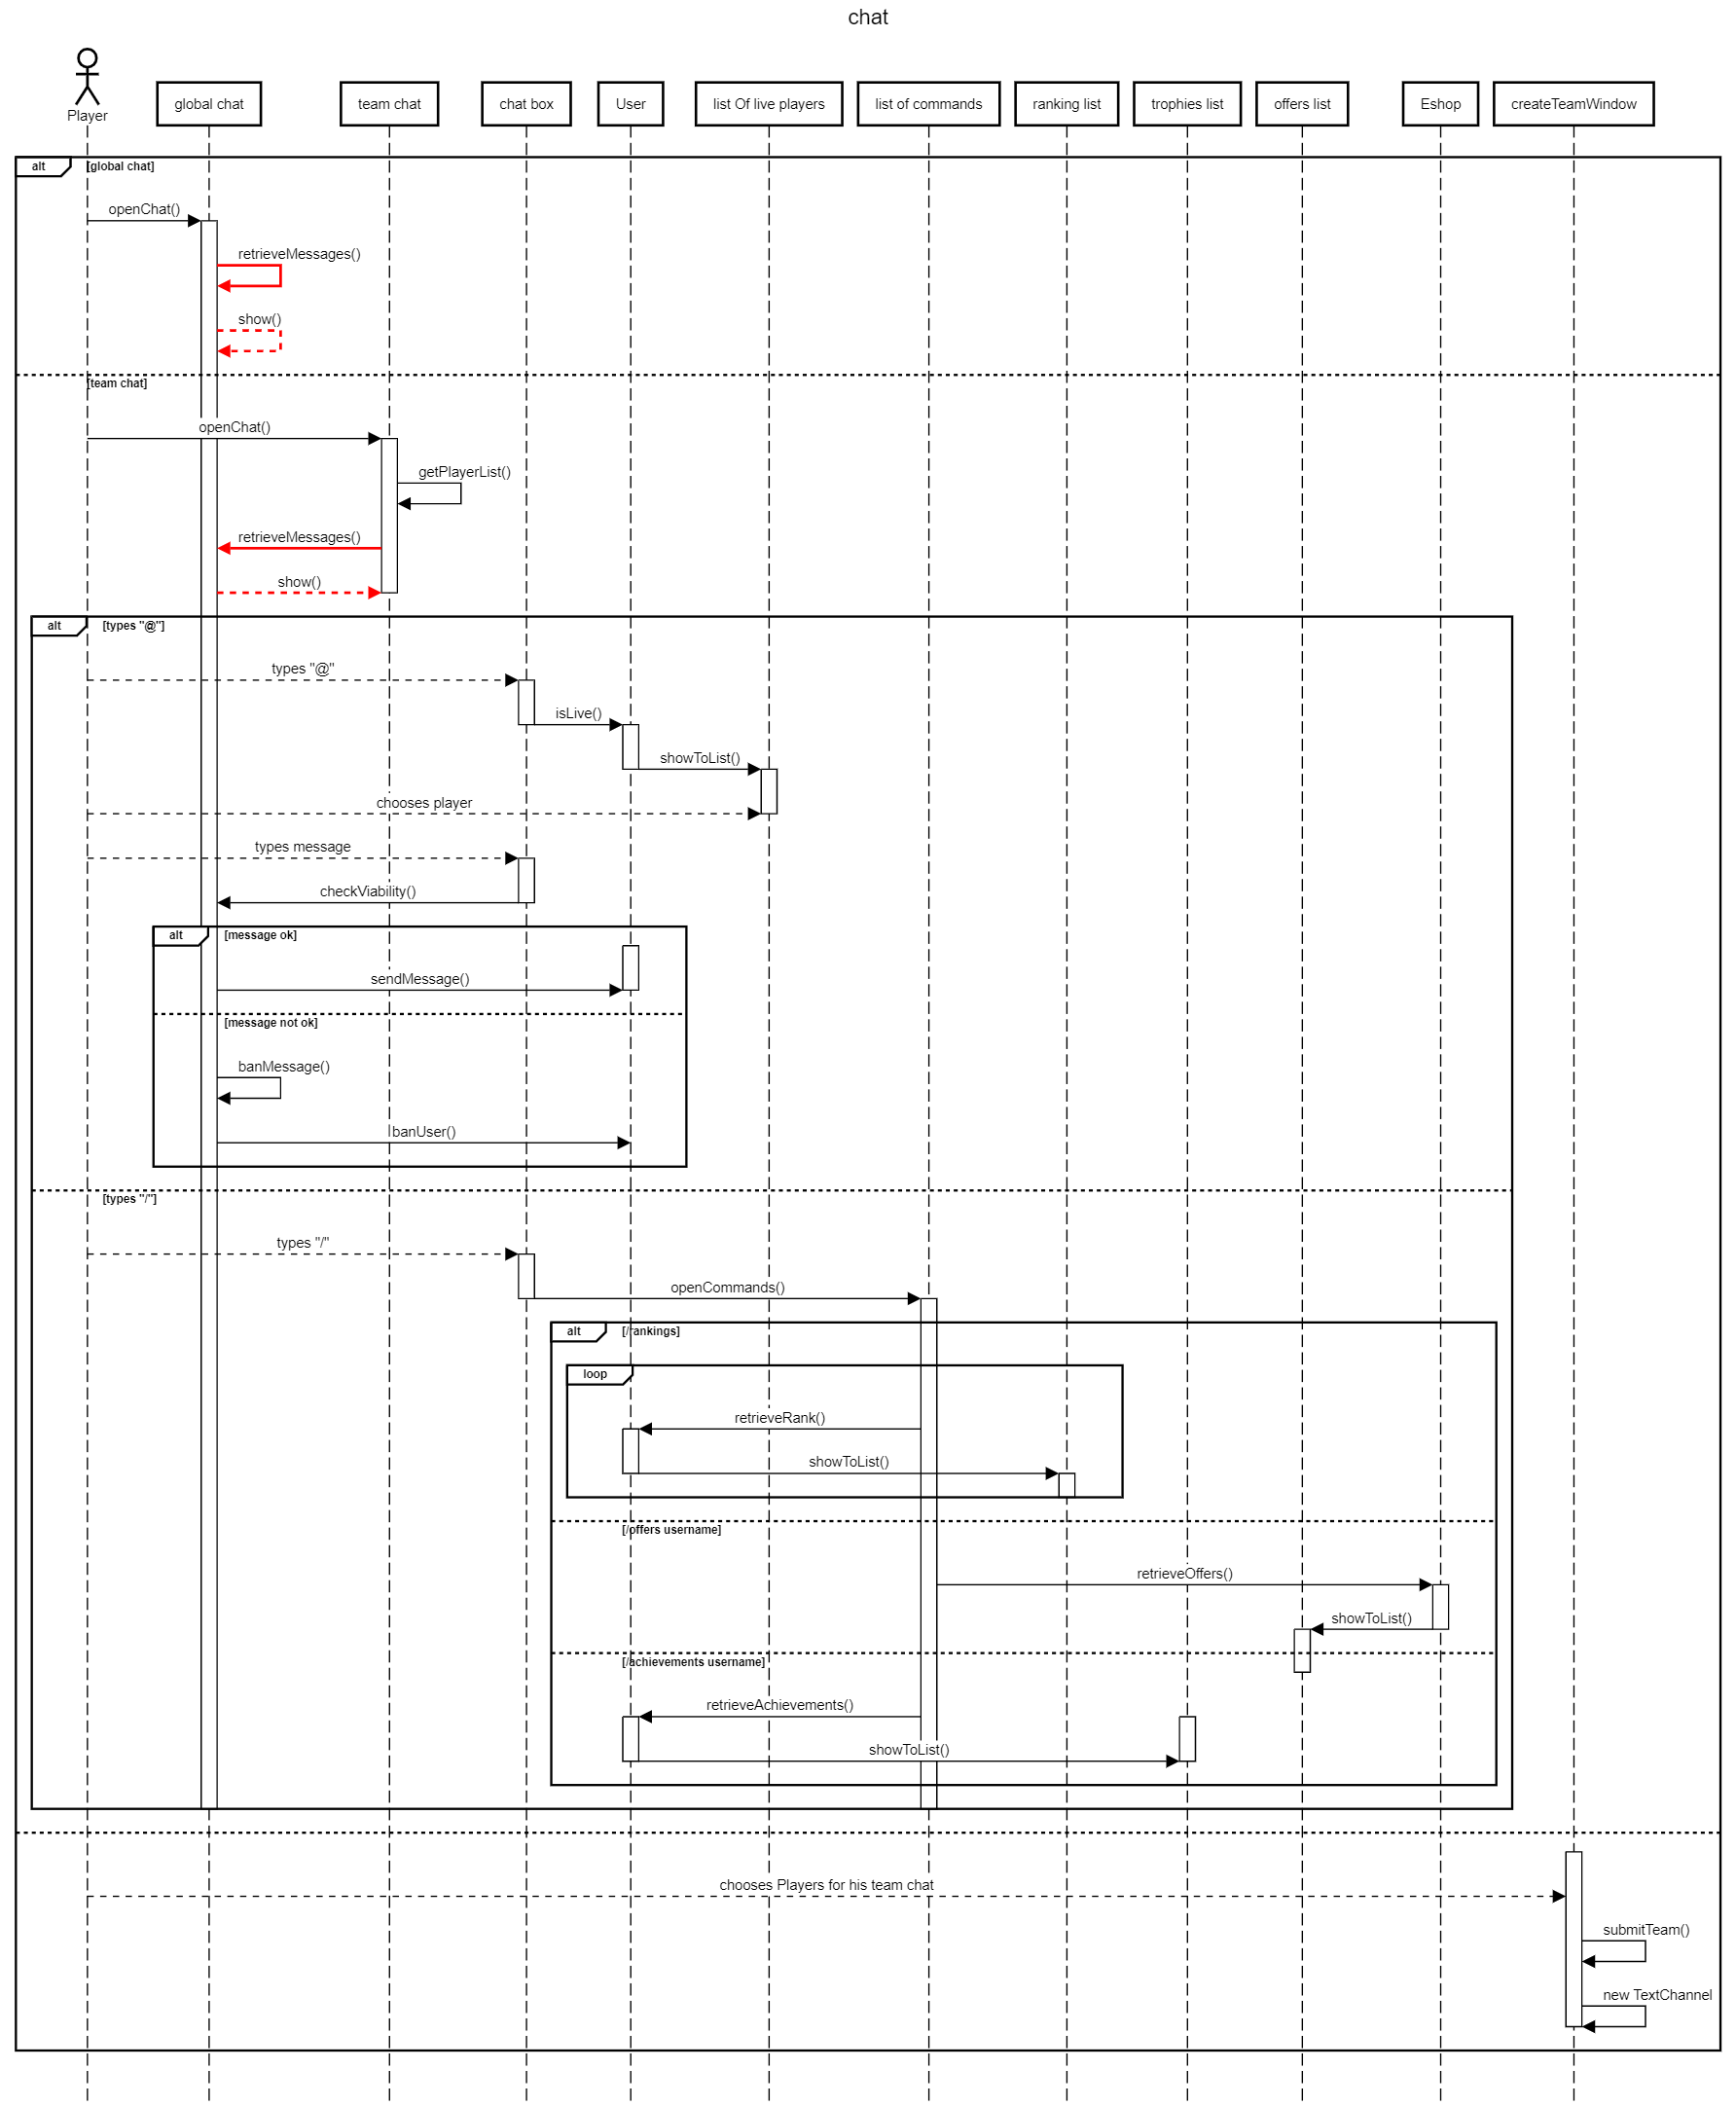 chat
Player
global chat
team chat
chat box
User
list Of live players
list of commands
ranking list
trophies list
offers list
Eshop
createTeamWindow
alt
[global chat]
openChat()
retrieveMessages()
show()
[team chat]
openChat()
getPlayerList()
retrieveMessages()
show()
alt
[types "@"]
types "@"
isLive()
showToList()
chooses player
types message
checkViability()
alt
[message ok]
sendMessage()
[message not ok]
banMessage()
banUser()
[types "/"]
types "/"
openCommands()
alt
[/rankings]
loop
retrieveRank()
showToList()
[/offers username]
retrieveOffers()
showToList()
[/achievements username]
retrieveAchievements()
showToList()
chooses Players for his team chat
submitTeam()
new TextChannel